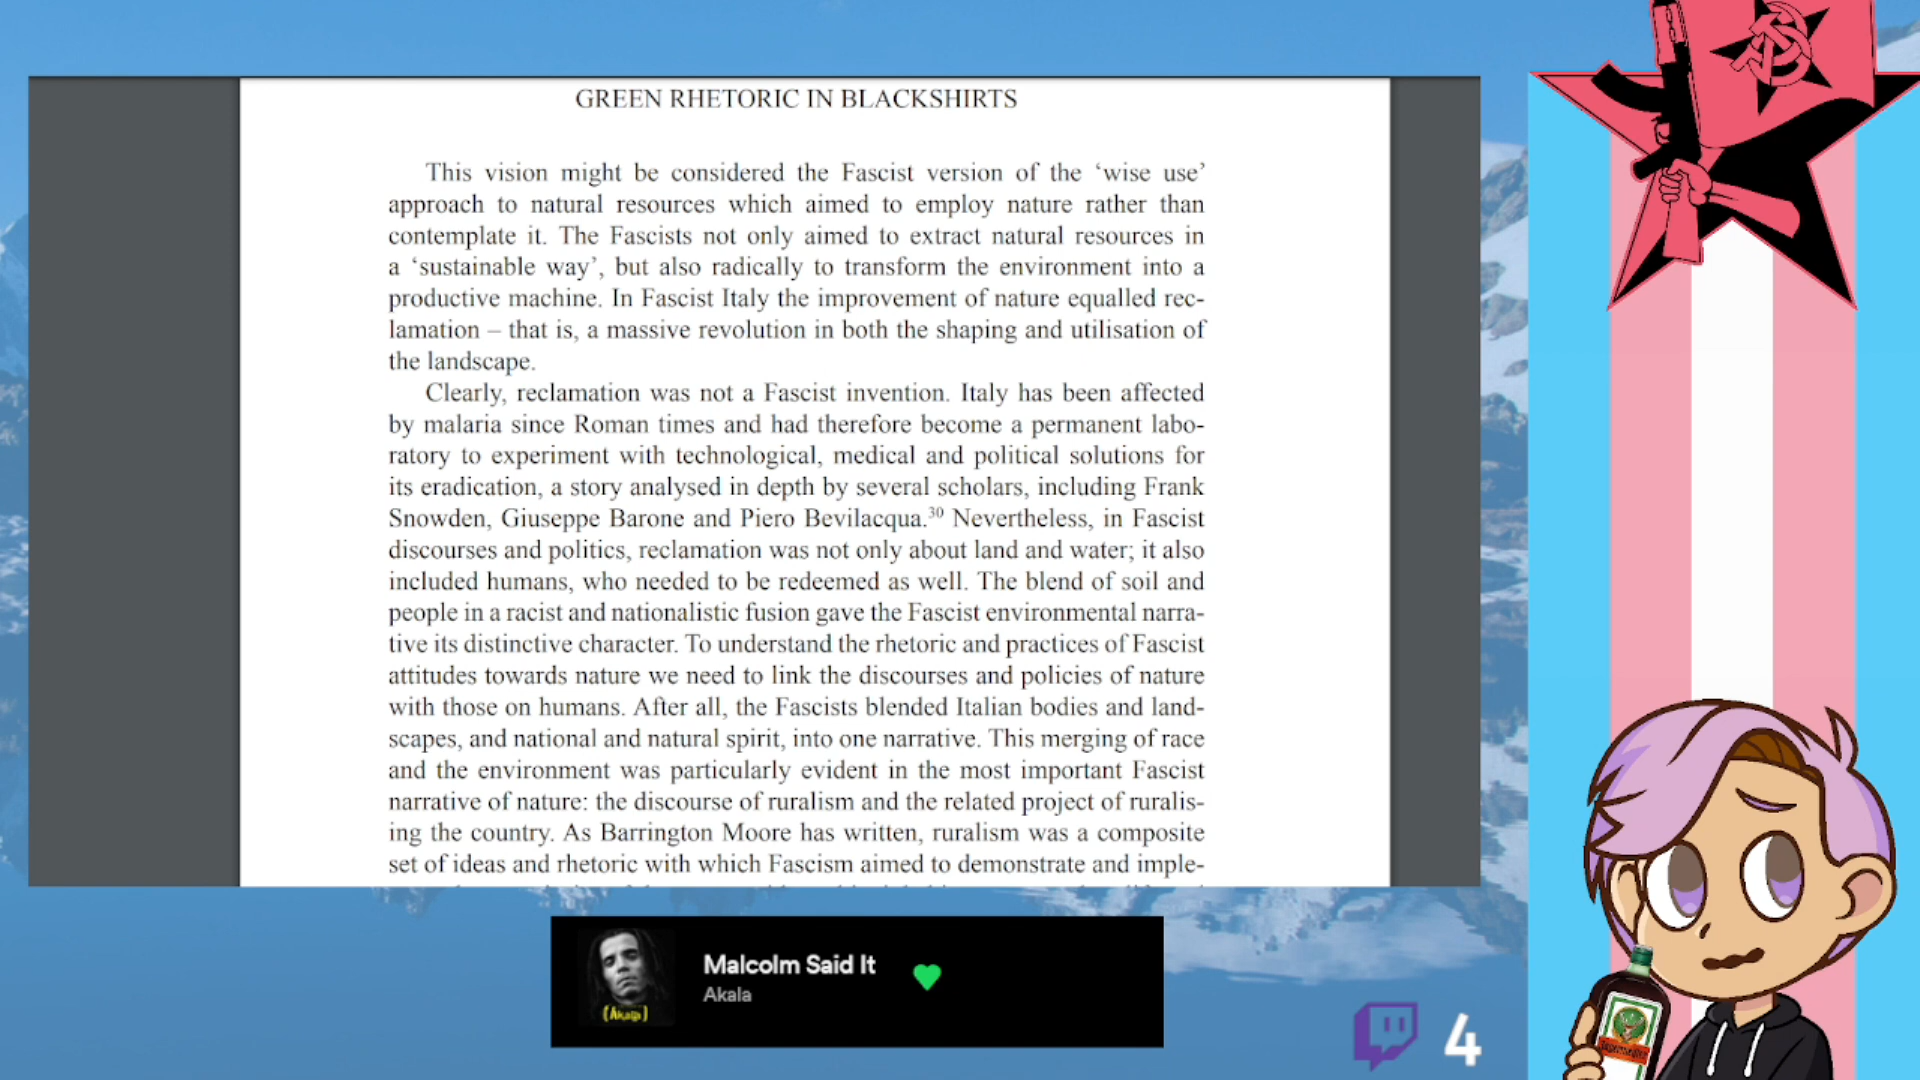 GREEN RHETORIC IN BLACKSHIRTS
This vision might be considered the Fascist version of the ‘wise use’
approach to natural resources which aimed to employ nature rather than
contemplate it. The Fascists not only aimed to extract natural resources in
a ‘sustainable way’, but also radically to transform the environment into a
productive machine. In Fascist Italy the improvement of nature equalled rec-
lamation – that is, a massive revolution in both the shaping and utilisation of
the landscape.
Clearly, reclamation was not a Fascist invention. Italy has been affected
by malaria since Roman times and had therefore become a permanent labo-
ratory to experiment with technological, medical and political solutions for
its eradication, a story analysed in depth by several scholars, including Frank
Snowden, Giuseppe Barone and Piero Bevilacqua.30 Nevertheless, in Fascist
discourses and politics, reclamation was not only about land and water; it also
included humans, who needed to be redeemed as well. The blend of soil and
people in a racist and nationalistic fusion gave the Fascist environmental narra-
tive its distinctive character. To understand the rhetoric and practices of Fascist
attitudes towards nature we need to link the discourses and policies of nature
with those on humans. After all, the Fascists blended Italian bodies and land-
scapes, and national and natural spirit, into one narrative. This merging of race
and the environment was particularly evident in the most important Fascist
narrative of nature: the discourse of ruralism and the related project of ruralis-
ing the country. As Barrington Moore has written, ruralism was a composite
set of ideas and rhetoric with which Fascism aimed to demonstrate and imple-
(Akala)
Malcolm Said It
Akala
4
Jägermeister